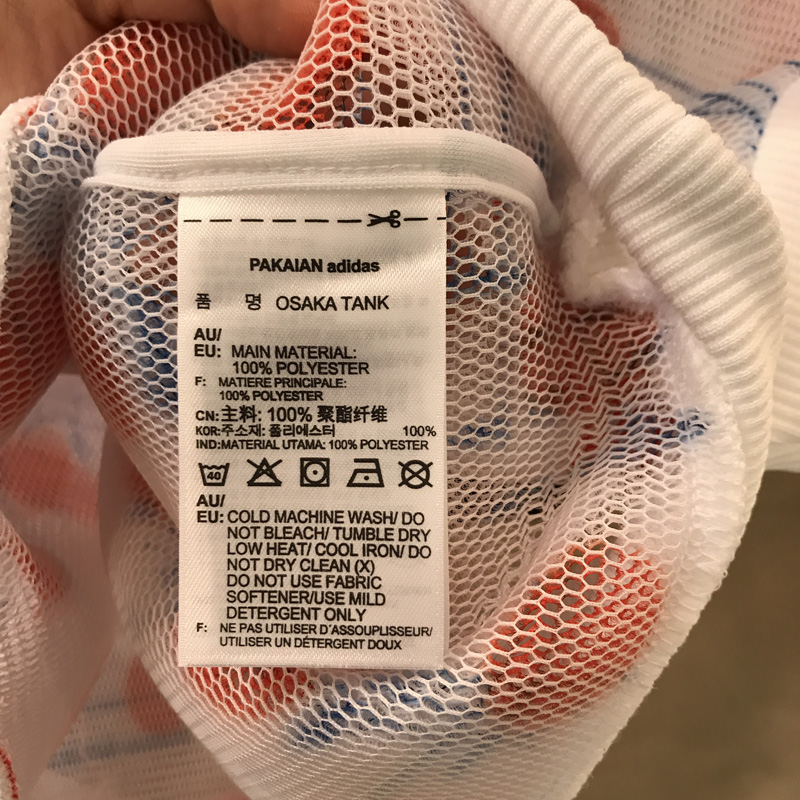 PAKAIAN adidas
품 명 OSAKA TANK
AU/
EU: MAIN MATERIAL:
100% POLYESTER
F: MATIERE PRINCIPALE:
100% POLYESTER
CN:主料: 100% 聚酯纤维
KOR:주소재: 폴리에스터 100%
IND:MATERIAL UTAMA: 100% POLYESTER
40
AU/
EU: COLD MACHINE WASH/ DO
NOT BLEACH/ TUMBLE DRY
LOW HEAT/ COOL IRON/ DO
NOT DRY CLEAN (X)
DO NOT USE FABRIC
SOFTENER/USE MILD
DETERGENT ONLY
F: NE PAS UTILISER D'ASSOUPLISSEUR/
UTILISER UN DÉTERGENT DOUX